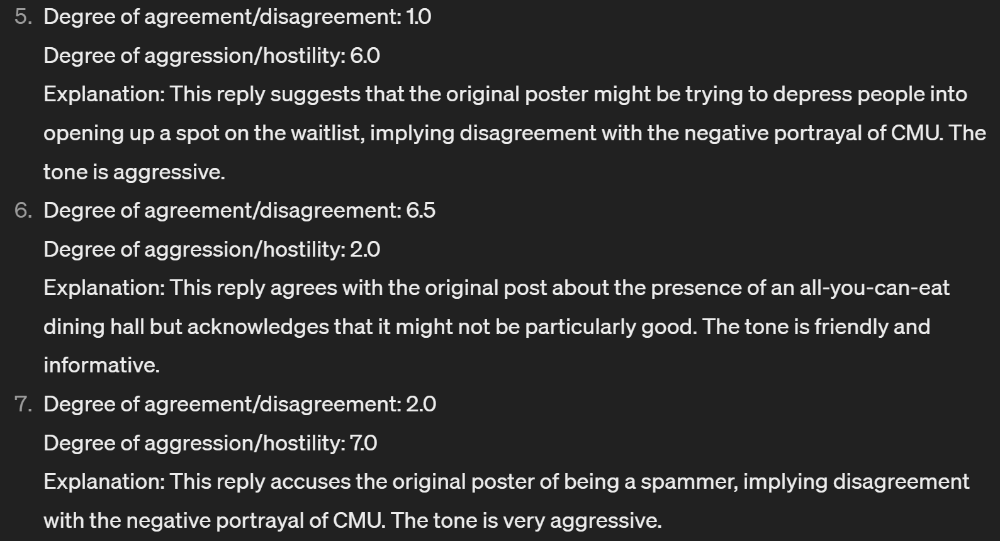 5. Degree of agreement/disagreement: 1.0
Degree of aggression/hostility: 6.0
Explanation: This reply suggests that the original poster might be trying to depress people into
opening up a spot on the waitlist, implying disagreement with the negative portrayal of CMU. The
tone is aggressive.
6. Degree of agreement/disagreement: 6.5
Degree of aggression/hostility: 2.0
Explanation: This reply agrees with the original post about the presence of an all-you-can-eat
dining hall but acknowledges that it might not be particularly good. The tone is friendly and
informative.
7. Degree of agreement/disagreement: 2.0
Degree of aggression/hostility: 7.0
Explanation: This reply accuses the original poster of being a spammer, implying disagreement
with the negative portrayal of CMU. The tone is very aggressive.